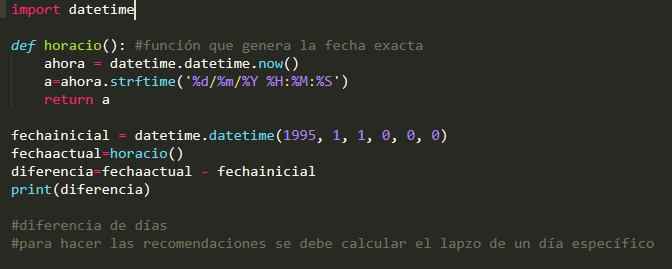 import datetime
def horacio(): #función que genera la fecha exacta
ahora = datetime.datetime.now()
a=ahora.strftime('%d/%m/%Y %H:%M:%S')
return a
fechainicial = datetime.datetime(1995, 1, 1, 0, 0, 0)
fechaactual=horacio()
diferencia=fechaactual - fechainicial
print(diferencia)
#diferencia de días
#para hacer las recomendaciones se debe calcular el lapzo de un día específico